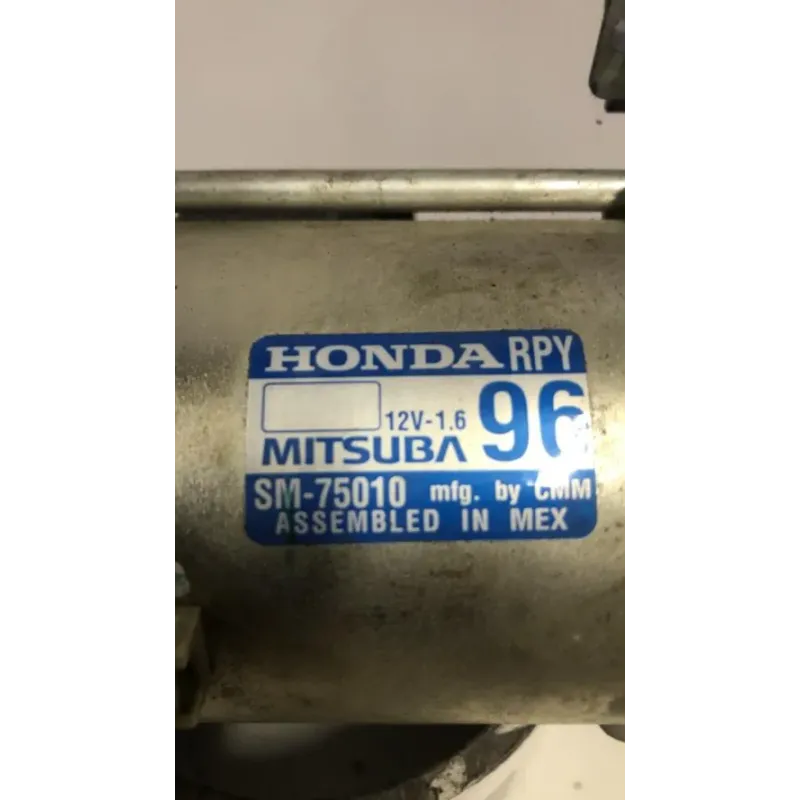 HONDA RPY
12V-1.6 96
MITSUBA
SM-75010 mfg. by CMM
ASSEMBLED IN MEX